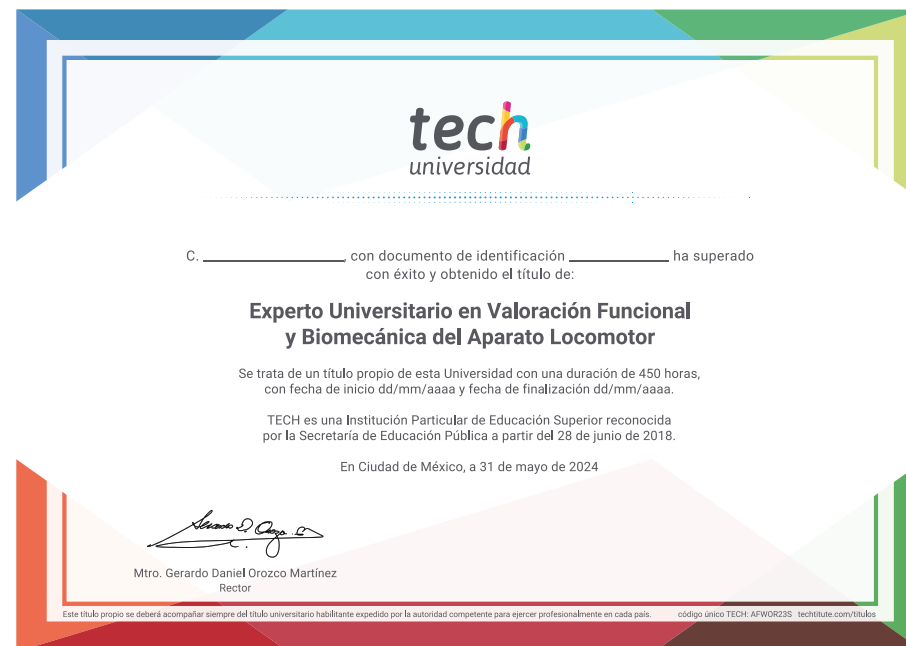 tech
universidad
C. ____________, con documento de identificación ____________ ha superado
con éxito y obtenido el título de:
Experto Universitario en Valoración Funcional
y Biomecánica del Aparato Locomotor
Se trata de un título propio de esta Universidad con una duración de 450 horas,
con fecha de inicio dd/mm/aaaa y fecha de finalización dd/mm/aaaa.
TECH es una Institución Particular de Educación Superior reconocida
por la Secretaría de Educación Pública a partir del 28 de junio de 2018.
En Ciudad de México, a 31 de mayo de 2024
Mtro. Gerardo Daniel Orozco Martínez
Rector
Este título propio se deberá acompañar siempre del título universitario habilitante expedido por la autoridad competente para ejercer profesionalmente en cada país. código único TECH: AFWOR23S techtitute.com/titulos